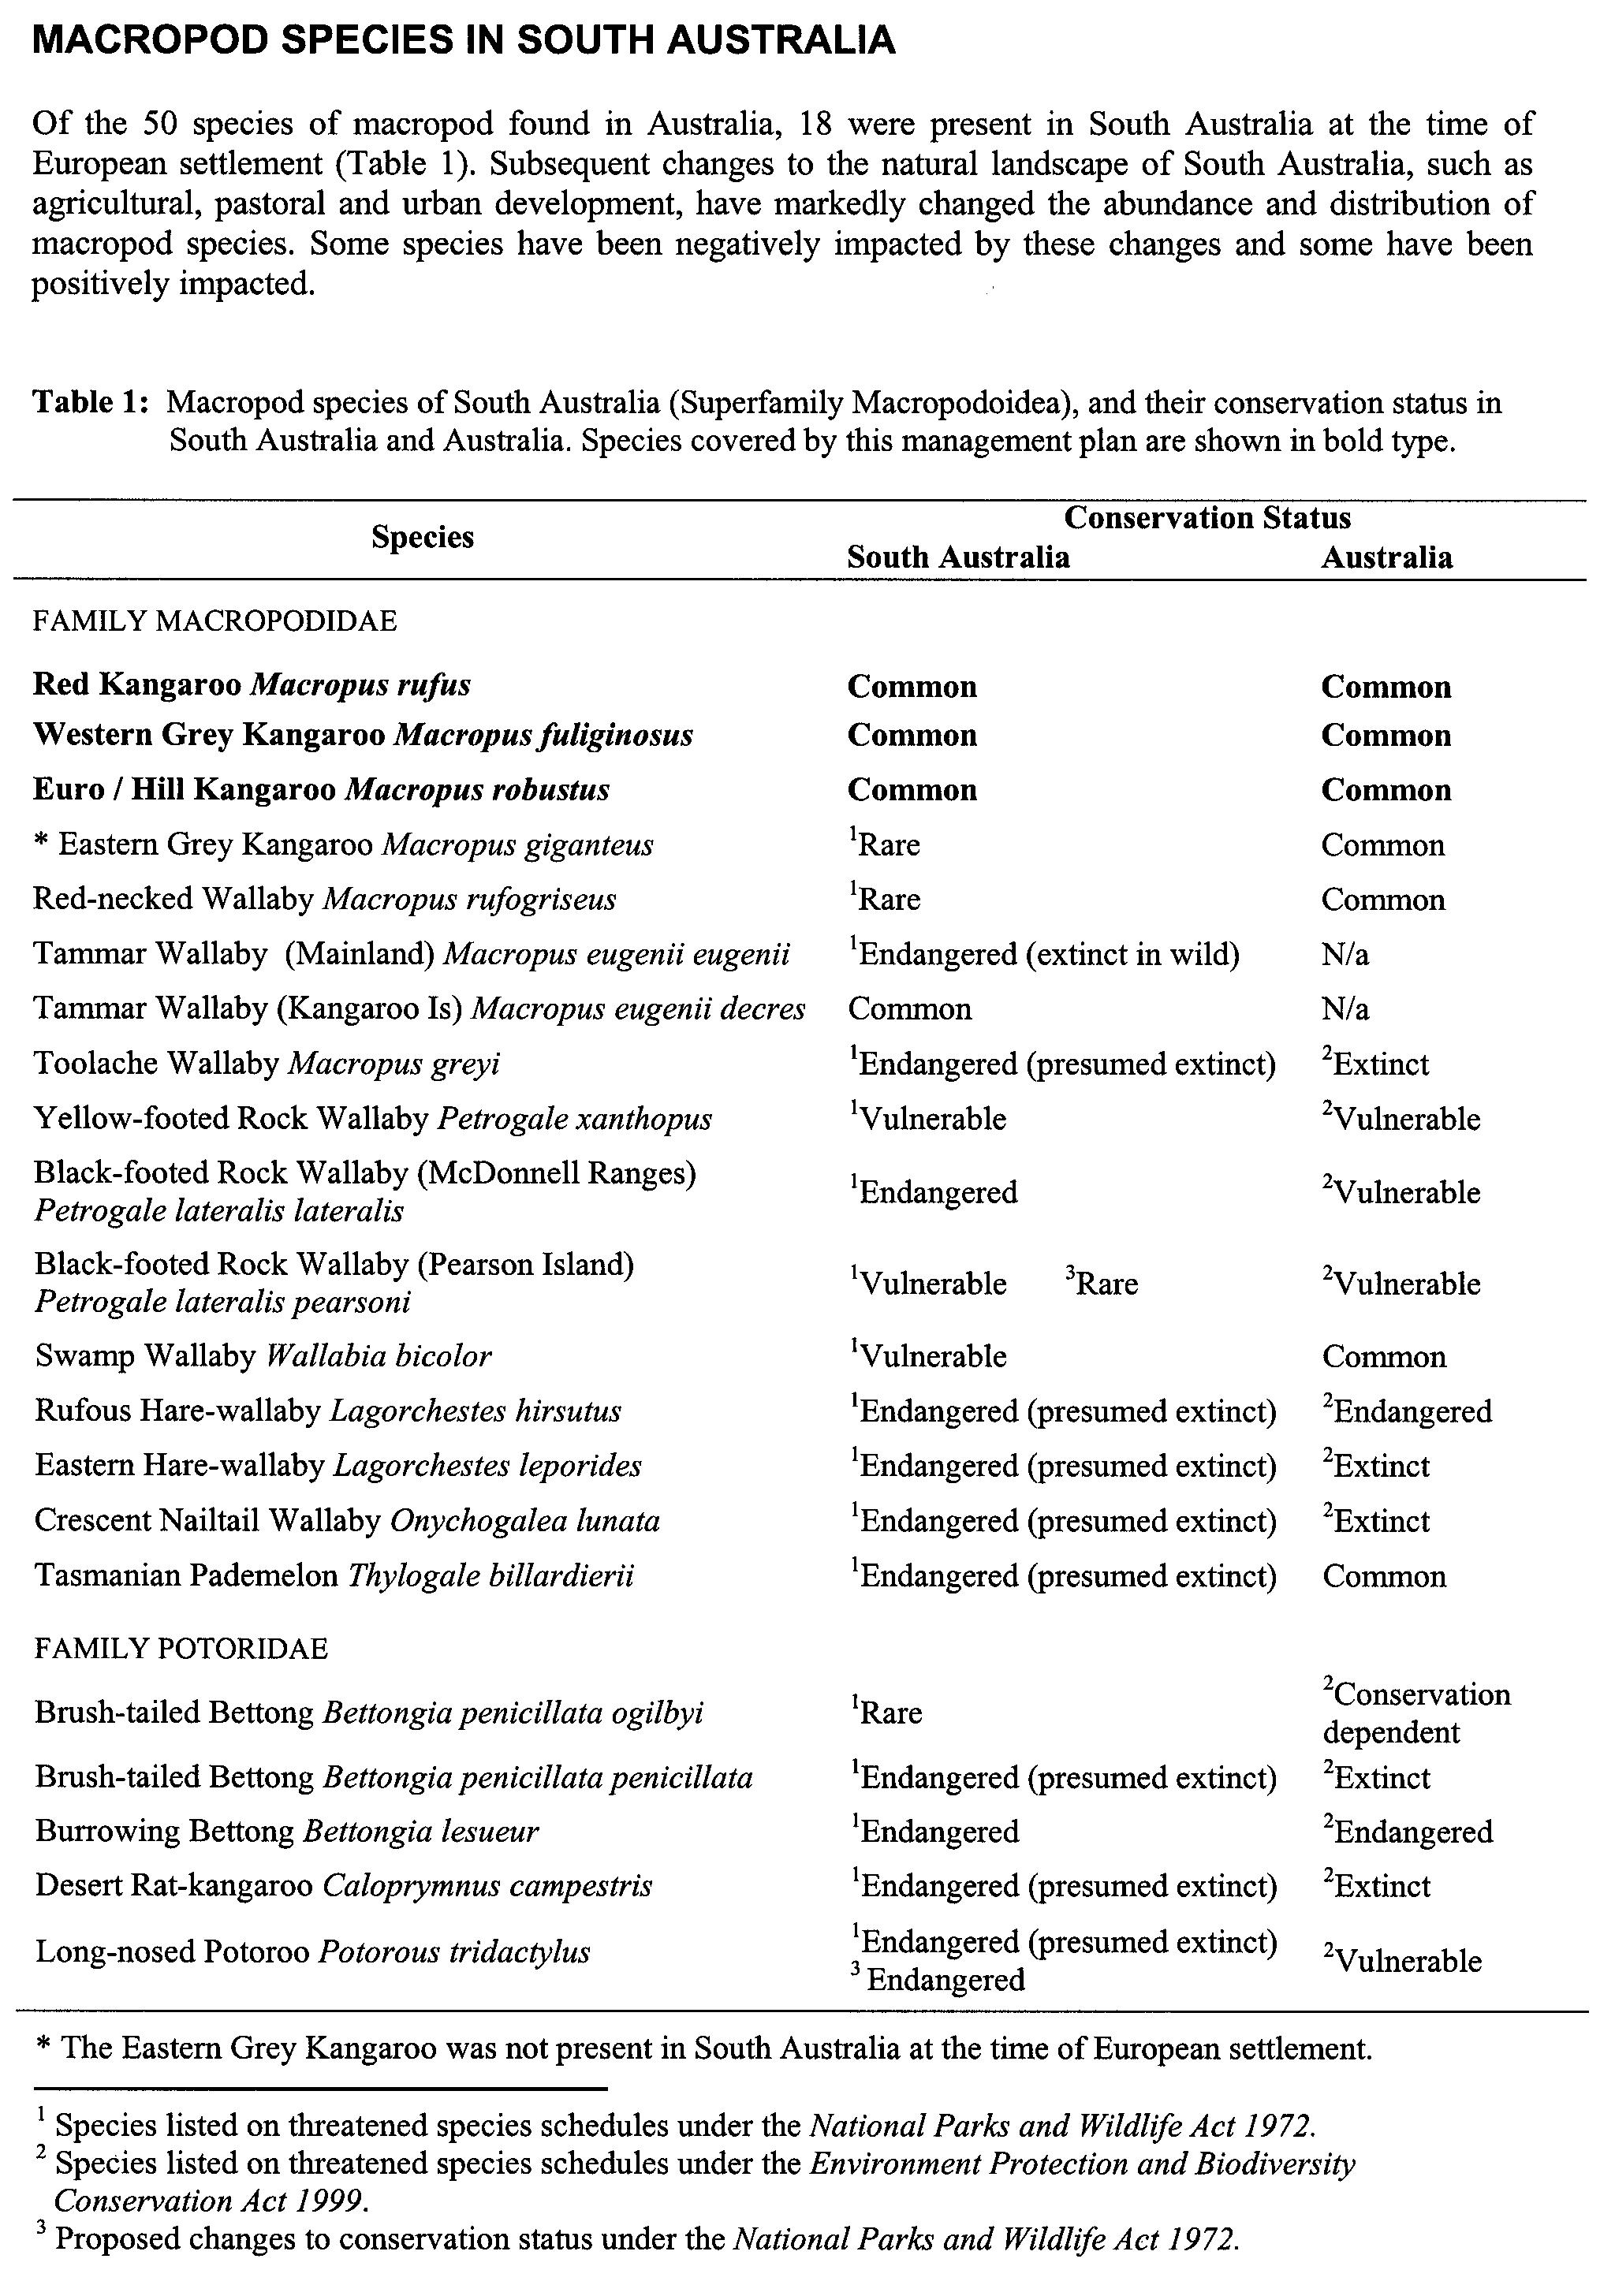 MACROPOD SPECIES IN SOUTH AUSTRALIA
Of the 50 species of macropod found in Australia, 18 were present in South Australia at the time of
European settlement (Table 1). Subsequent changes to the natural landscape of South Australia, such as
agricultural, pastoral and urban development, have markedly changed the abundance and distribution of
macropod species. Some species have been negatively impacted by these changes and some have been
positively impacted.
Table 1: Macropod species of South Australia (Superfamily Macropodoidea), and their conservation status in
South Australia and Australia. Species covered by this management plan are shown in bold type.
Species Conservation Status
South Australia Australia
FAMILY MACROPODIDAE
Red Kangaroo Macropus rufus Common Common
Western Grey Kangaroo Macropus fuliginosus Common Common
Euro / Hill Kangaroo Macropus robustus Common Common
* Eastern Grey Kangaroo Macropus giganteus ¹Rare Common
Red-necked Wallaby Macropus rufogriseus ¹Rare Common
Tammar Wallaby (Mainland) Macropus eugenii eugenii ¹Endangered (extinct in wild) N/a
Tammar Wallaby (Kangaroo Is) Macropus eugenii decres Common N/a
Toolache Wallaby Macropus greyi ¹Endangered (presumed extinct) ²Extinct
Yellow-footed Rock Wallaby Petrogale xanthopus ¹Vulnerable ²Vulnerable
Black-footed Rock Wallaby (McDonnell Ranges)
Petrogale lateralis lateralis ¹Endangered ²Vulnerable
Black-footed Rock Wallaby (Pearson Island)
Petrogale lateralis pearsoni ¹Vulnerable ³Rare ²Vulnerable
Swamp Wallaby Wallabia bicolor ¹Vulnerable Common
Rufous Hare-wallaby Lagorchestes hirsutus ¹Endangered (presumed extinct) ²Endangered
Eastern Hare-wallaby Lagorchestes leporides ¹Endangered (presumed extinct) ²Extinct
Crescent Nailtail Wallaby Onychogalea lunata ¹Endangered (presumed extinct) ²Extinct
Tasmanian Pademelon Thylogale billardierii ¹Endangered (presumed extinct) Common
FAMILY POTORIDAE
Brush-tailed Bettong Bettongia penicillata ogilbyi ¹Rare ²Conservation
dependent
Brush-tailed Bettong Bettongia penicillata penicillata ¹Endangered (presumed extinct) ²Extinct
Burrowing Bettong Bettongia lesueur ¹Endangered ²Endangered
Desert Rat-kangaroo Caloprymnus campestris ¹Endangered (presumed extinct) ²Extinct
Long-nosed Potoroo Potorous tridactylus ¹Endangered (presumed extinct) ²Vulnerable
³ Endangered
* The Eastern Grey Kangaroo was not present in South Australia at the time of European settlement.
¹ Species listed on threatened species schedules under the National Parks and Wildlife Act 1972.
² Species listed on threatened species schedules under the Environment Protection and Biodiversity
Conservation Act 1999.
³ Proposed changes to conservation status under the National Parks and Wildlife Act 1972.